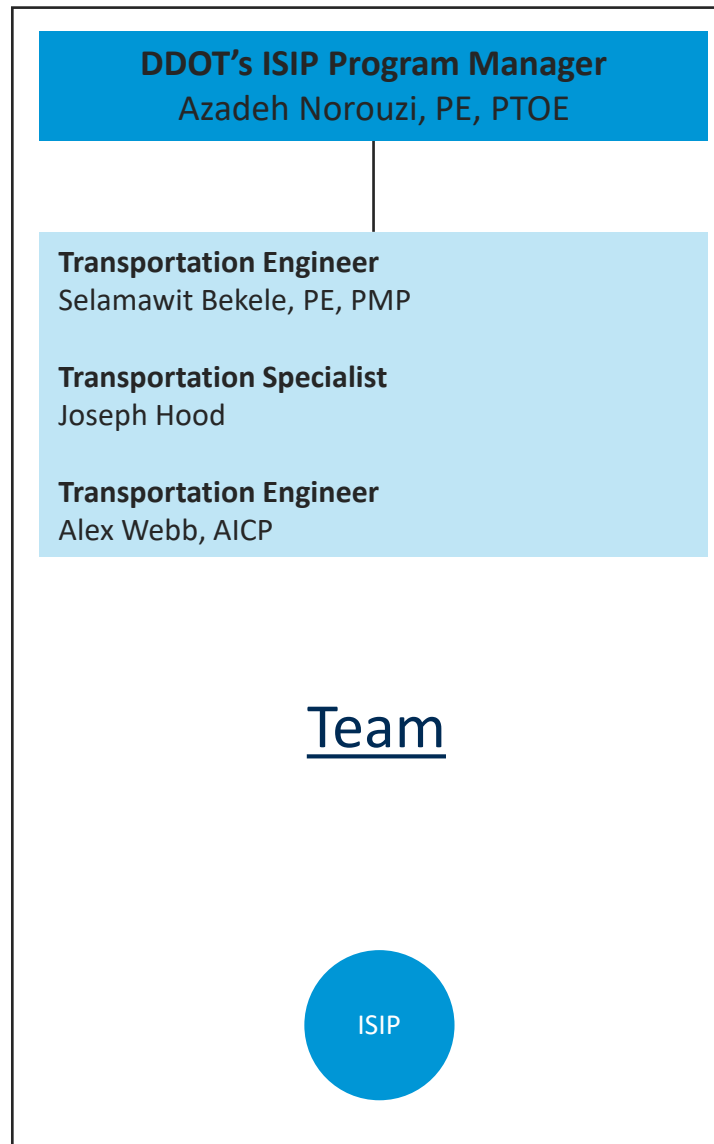 DDOT’s ISIP Program Manager
Azadeh Norouzi, PE, PTOE
Transportation Engineer
Selamawit Bekele, PE, PMP
Transportation Specialist
Joseph Hood
Transportation Engineer
Alex Webb, AICP
Team
ISIP